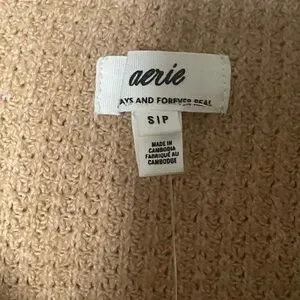 aerie
AYS AND FOREVER REAL
S|P
MADE IN
CAMBODIA
FABRIQUÉ AU
CAMBODGE